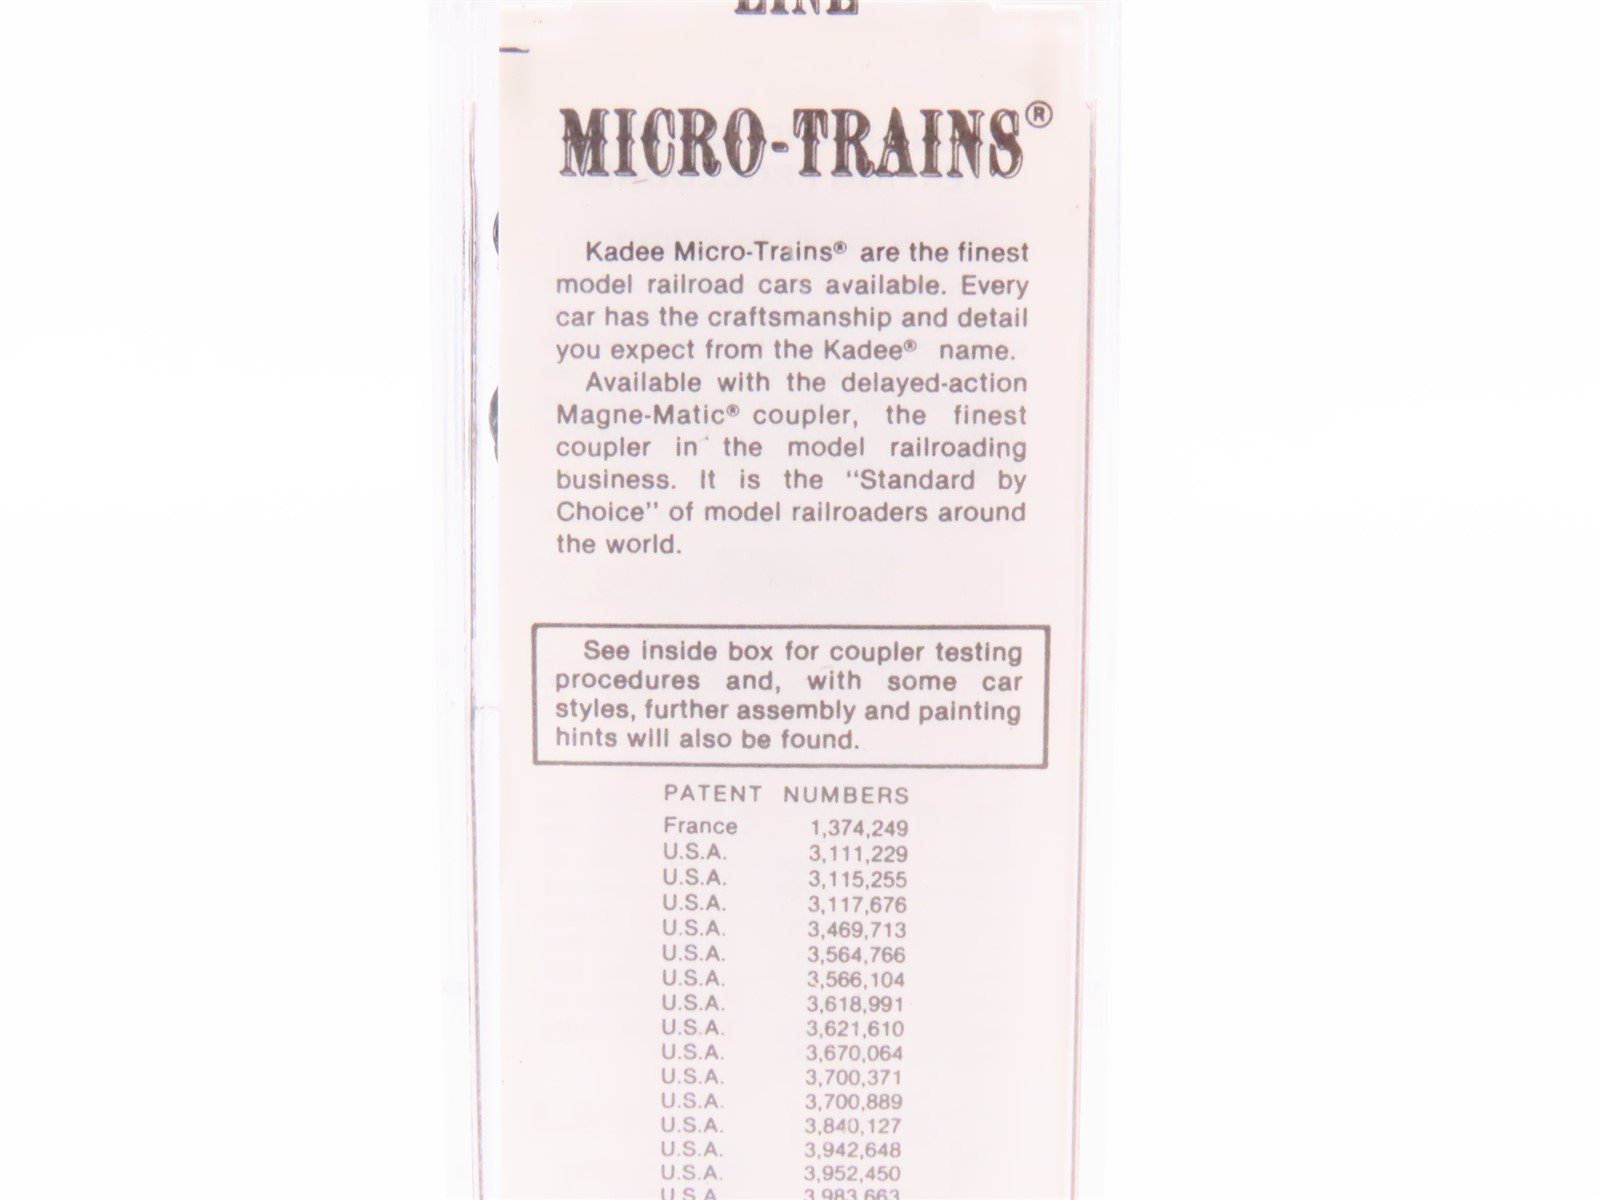 LINE
MICRO-TRAINS®
Kadee Micro-Trains® are the finest
model railroad cars available. Every
car has the craftsmanship and detail
you expect from the Kadee® name.
Available with the delayed-action
Magne-Matic® coupler, the finest
coupler in the model railroading
business. It is the "Standard by
Choice" of model railroaders around
the world.
See inside box for coupler testing
procedures and, with some car
styles, further assembly and painting
hints will also be found.
PATENT NUMBERS
France 1,374,249
U.S.A. 3,111,229
U.S.A. 3,115,255
U.S.A. 3,117,676
U.S.A. 3,469,713
U.S.A. 3,564,766
U.S.A. 3,566,104
U.S.A. 3,618,991
U.S.A. 3,621,610
U.S.A. 3,670,064
U.S.A. 3,700,371
U.S.A. 3,700,889
U.S.A. 3,840,127
U.S.A. 3,942,648
U.S.A. 3,952,450
U.S.A. 3,983,663